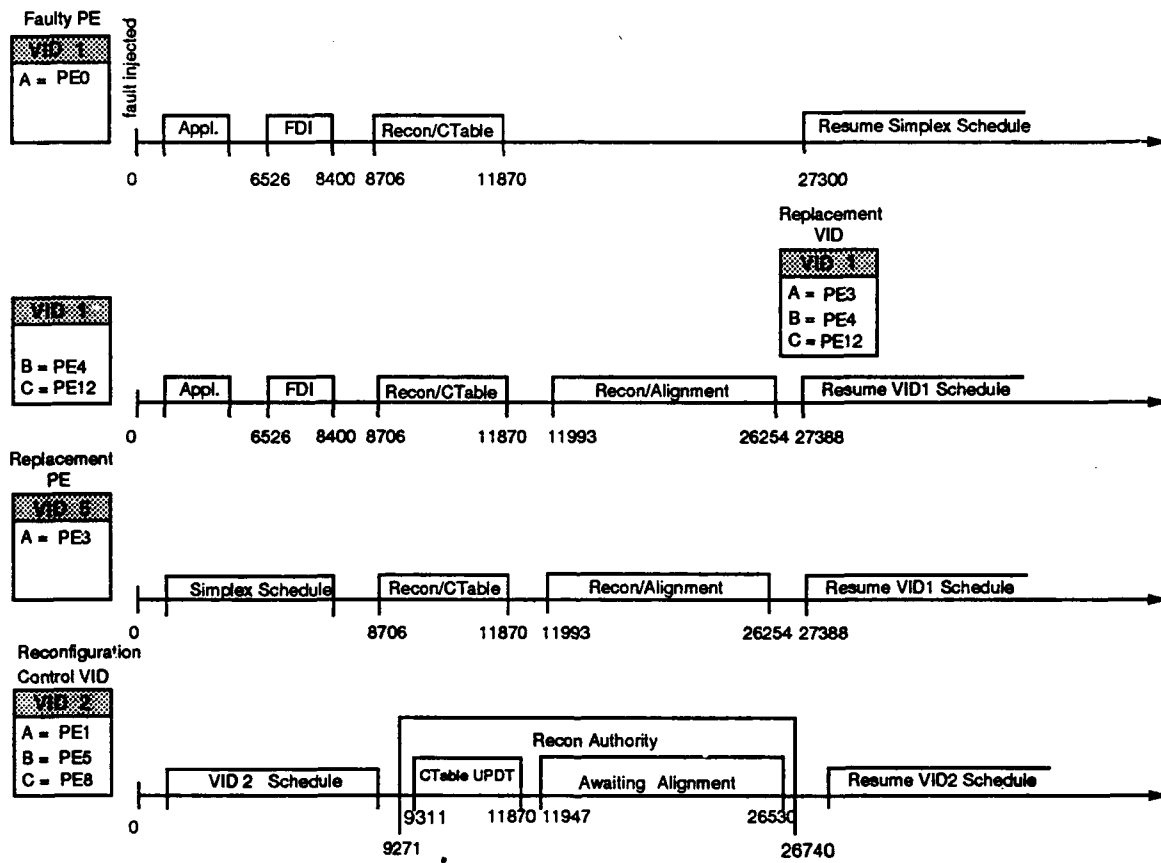 Faulty PE
VID 1
A = PE0
fault injected
Appl.
FDI
Recon/CTable
Resume Simplex Schedule
0
6526
8400
8706
11870
27300
Replacement
VID
VID 1
A = PE3
B = PE4
C = PE12
VID 1
B = PE4
C = PE12
Appl.
FDI
Recon/CTable
Recon/Alignment
Resume VID1 Schedule
0
6526
8400
8706
11870
11993
26254
27388
Replacement
PE
VID 6
A = PE3
Simplex Schedule
Recon/CTable
Recon/Alignment
Resume VID1 Schedule
0
8706
11870
11993
26254
27388
Reconfiguration
Control VID
VID 2
A = PE1
B = PE5
C = PE8
Recon Authority
VID 2 Schedule
CTable UPDT
Awaiting Alignment
Resume VID2 Schedule
0
9311
11870
11947
26530
9271
26740